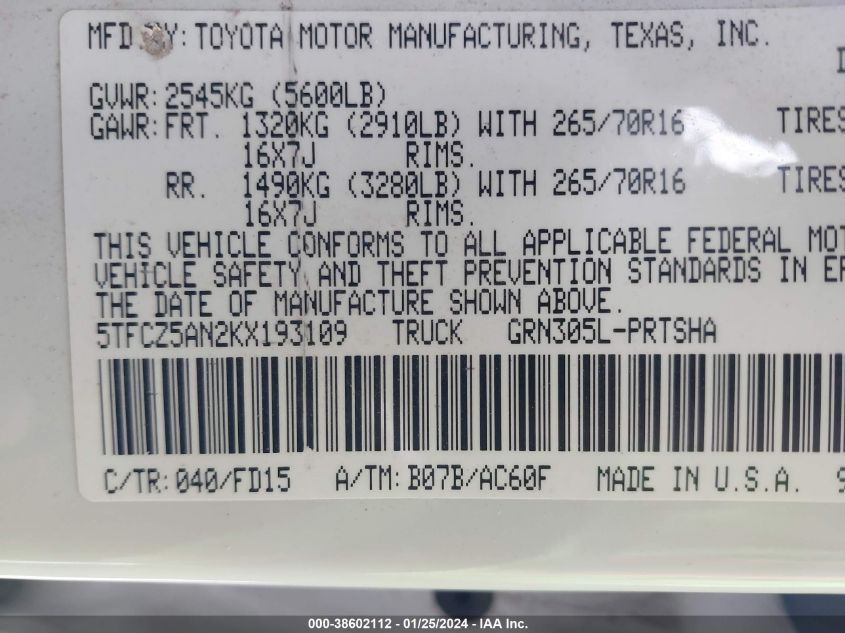 MFD BY: TOYOTA MOTOR MANUFACTURING, TEXAS, INC.
GVWR: 2545KG (5600LB)
GAWR: FRT. 1320KG (2910LB) WITH 265/70R16 TIRES
16X7J RIMS.
RR. 1490KG (3280LB) WITH 265/70R16 TIRES
16X7J RIMS.
THIS VEHICLE CONFORMS TO ALL APPLICABLE FEDERAL MOT
VEHICLE SAFETY AND THEFT PREVENTION STANDARDS IN EF
THE DATE OF MANUFACTURE SHOWN ABOVE.
5TFCZ5AN2KX193109 TRUCK GRN305L-PRTSHA
C/TR: 040/FD15 A/TM: B07B/AC60F MADE IN U.S.A. 9
000-38602112 - 01/25/2024 - IAA Inc.